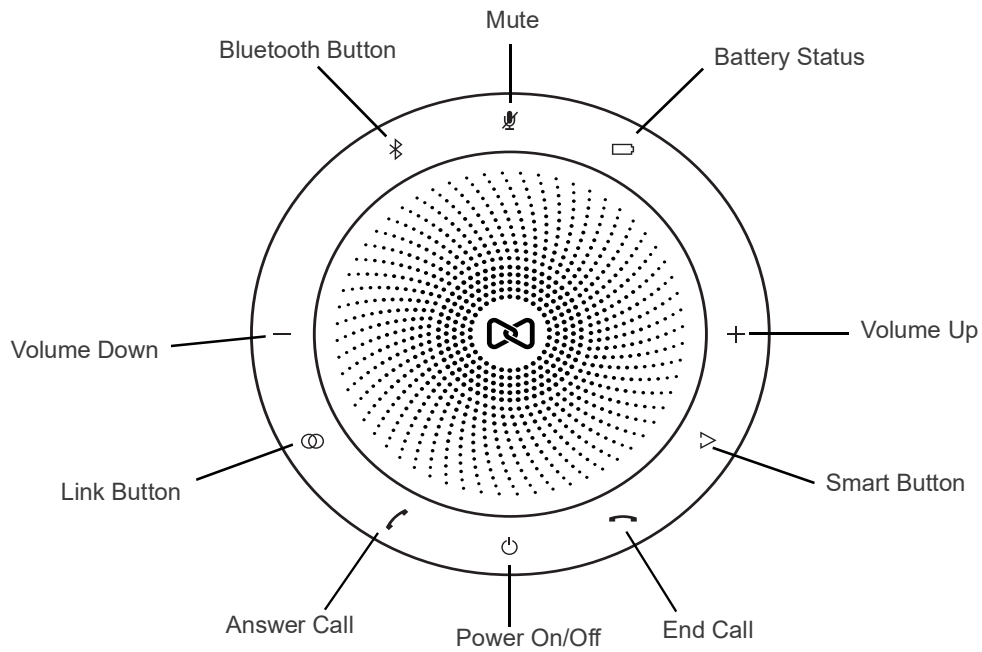 Mute
Bluetooth Button
Battery Status
Volume Down
Volume Up
Link Button
Smart Button
Answer Call
Power On/Off
End Call